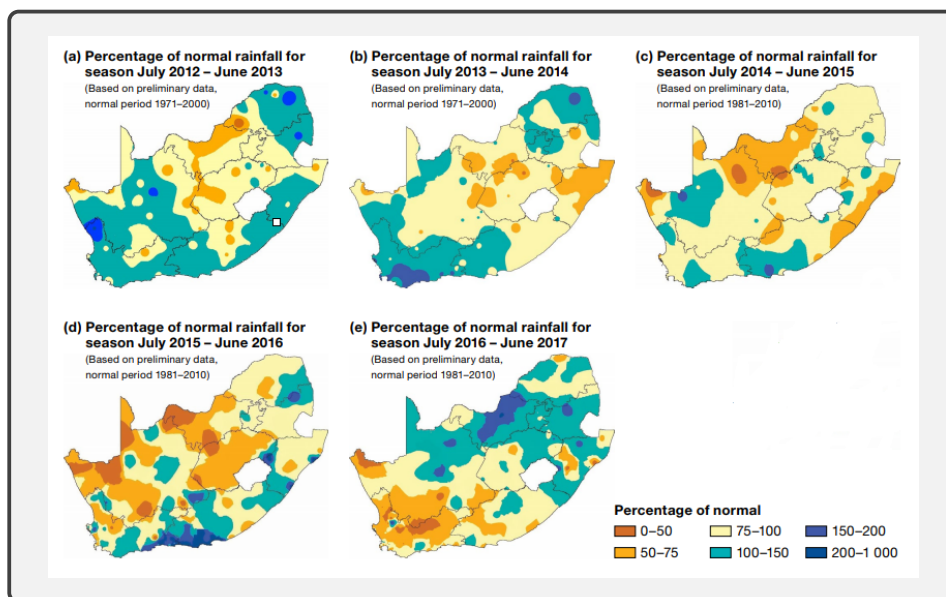 (a) Percentage of normal rainfall for
season July 2012 – June 2013
(Based on preliminary data,
normal period 1971–2000)
(b) Percentage of normal rainfall for
season July 2013 – June 2014
(Based on preliminary data,
normal period 1971–2000)
(c) Percentage of normal rainfall for
season July 2014 – June 2015
(Based on preliminary data,
normal period 1981–2010)
(d) Percentage of normal rainfall for
season July 2015 – June 2016
(Based on preliminary data,
normal period 1981–2010)
(e) Percentage of normal rainfall for
season July 2016 – June 2017
(Based on preliminary data,
normal period 1981–2010)
Percentage of normal
0–50
75–100
150–200
50–75
100–150
200–1 000